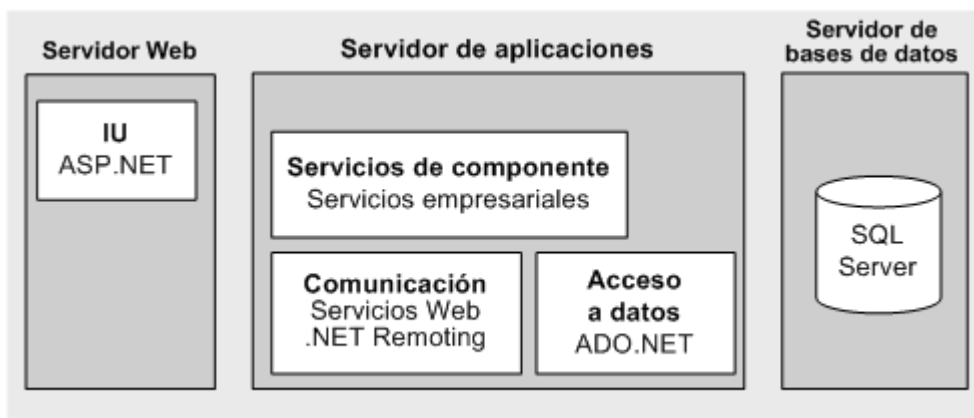 Servidor Web
IU
ASP.NET
Servidor de aplicaciones
Servicios de componente
Servicios empresariales
Comunicación
Servicios Web
.NET Remoting
Acceso
a datos
ADO.NET
Servidor de
bases de datos
SQL
Server